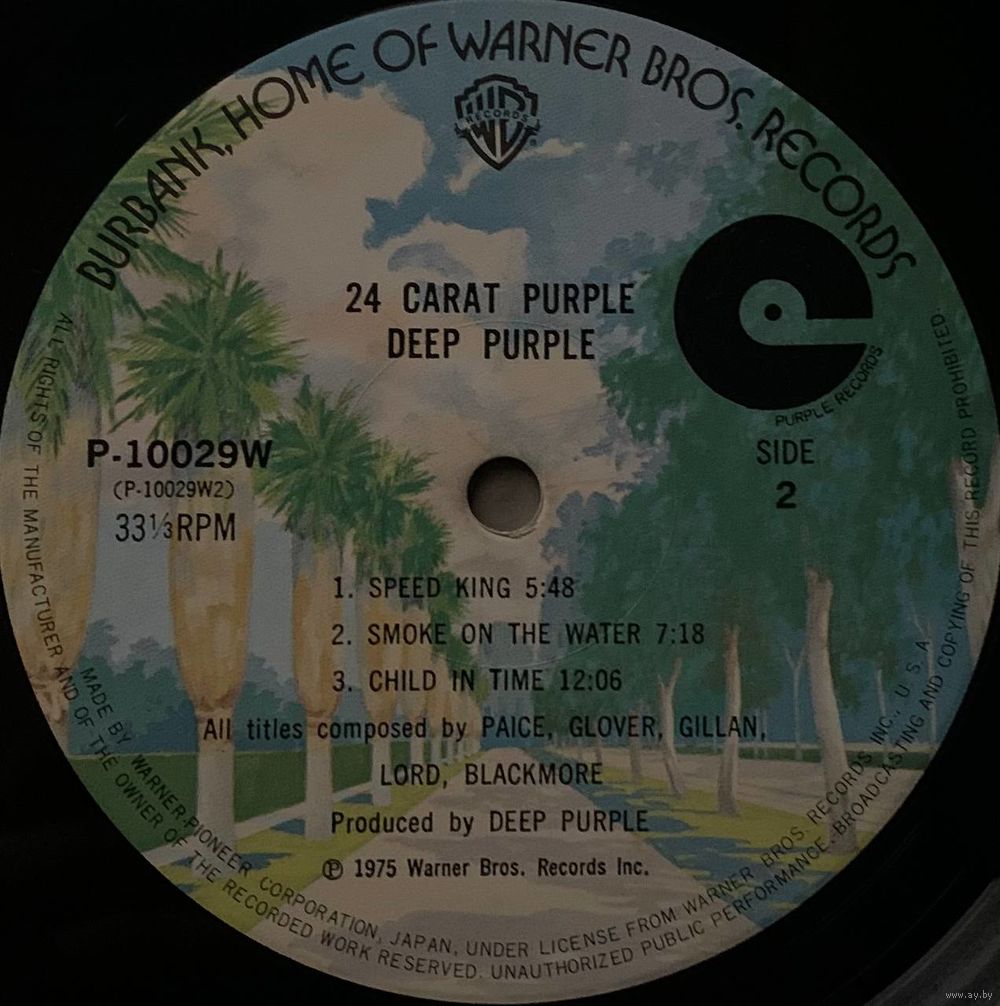 BURBANK, HOME OF WARNER BROS. RECORDS
RECORDS
24 CARAT PURPLE
DEEP PURPLE
PURPLE RECORDS
P-10029W
(P-10029W2)
33⅓RPM
SIDE
2
1. SPEED KING 5:48
2. SMOKE ON THE WATER 7:18
3. CHILD IN TIME 12:06
All titles composed by PAICE, GLOVER, GILLAN,
LORD, BLACKMORE
Produced by DEEP PURPLE
℗ 1975 Warner Bros. Records Inc.
MADE BY WARNER-PIONEER CORPORATION, JAPAN, UNDER LICENSE FROM WARNER BROS RECORDS INC., U. S. A
ALL RIGHTS OF THE MANUFACTURER AND OF THE OWNER OF THE RECORDED WORK RESERVED. UNAUTHORIZED PUBLIC PERFORMANCE. BROADCASTING AND COPYING OF THIS RECORD PROHIBITED.
www.ay.by